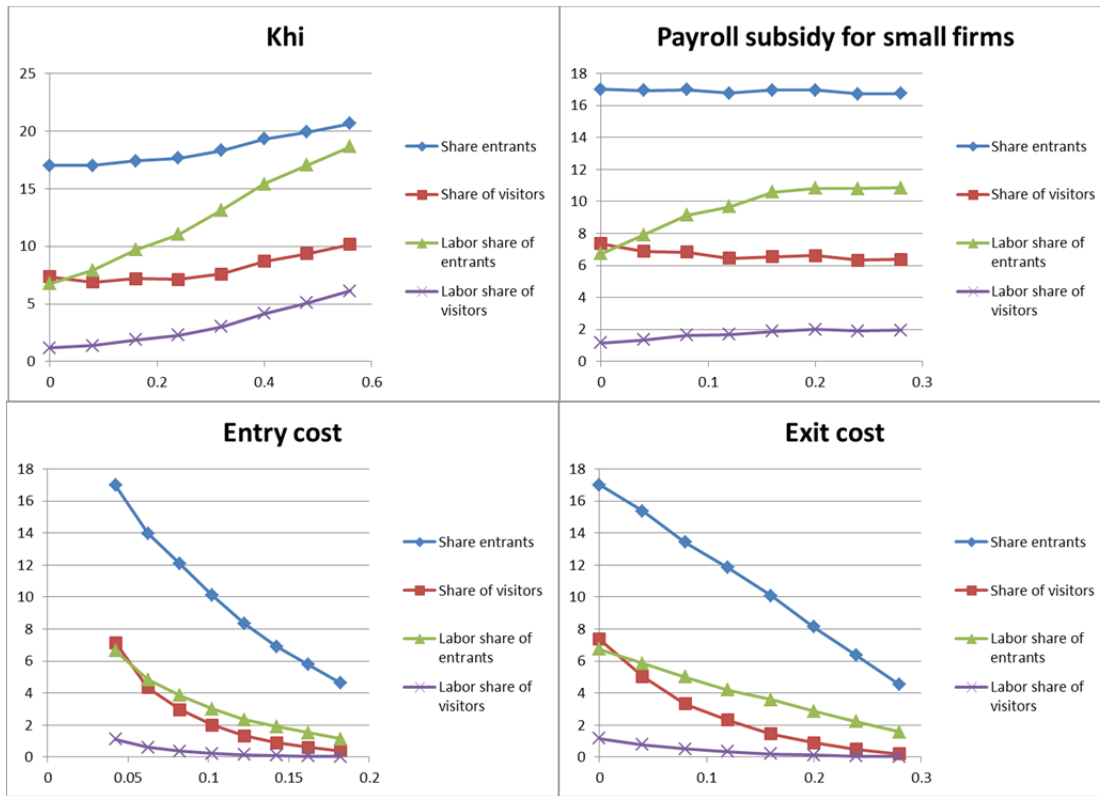 Khi
25
20
15
10
5
0
0
0.2
0.4
0.6
Share entrants
Share of visitors
Labor share of
entrants
Labor share of
visitors
Payroll subsidy for small firms
18
16
14
12
10
8
6
4
2
0
0
0.1
0.2
0.3
Share entrants
Share of visitors
Labor share of
entrants
Labor share of
visitors
Entry cost
18
16
14
12
10
8
6
4
2
0
0
0.05
0.1
0.15
0.2
Share entrants
Share of visitors
Labor share of
entrants
Labor share of
visitors
Exit cost
18
16
14
12
10
8
6
4
2
0
0
0.1
0.2
0.3
Share entrants
Share of visitors
Labor share of
entrants
Labor share of
visitors